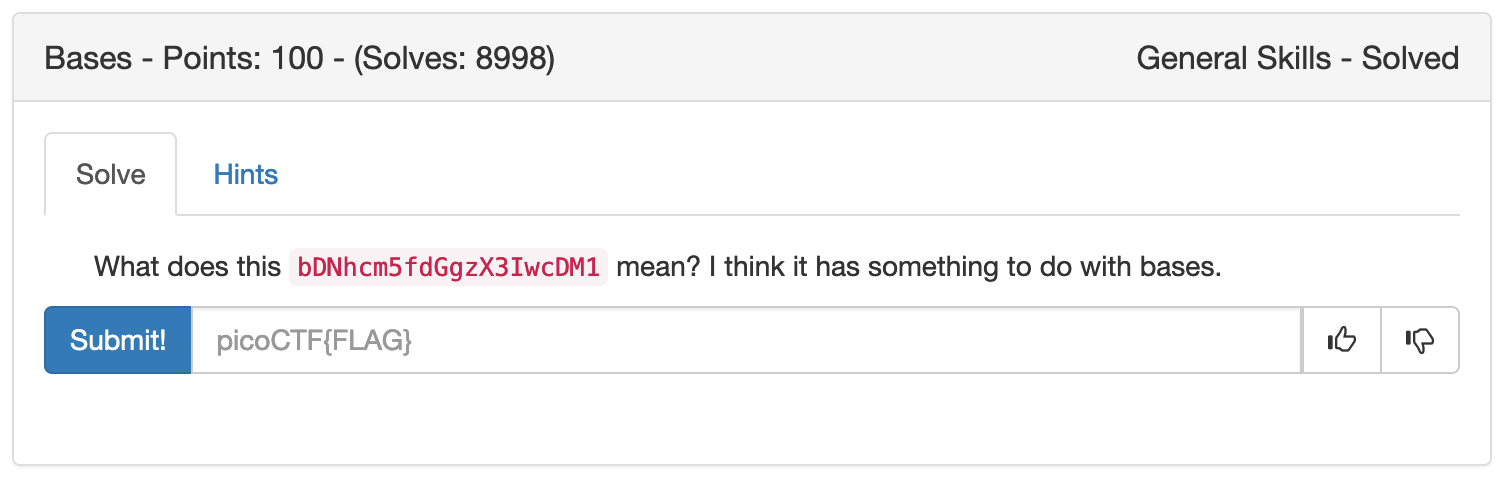 Bases - Points: 100 - (Solves: 8998) General Skills - Solved
Solve Hints
What does this bDNhcm5fdGgzX3IwcDM1 mean? I think it has something to do with bases.
Submit! picoCTF{FLAG}